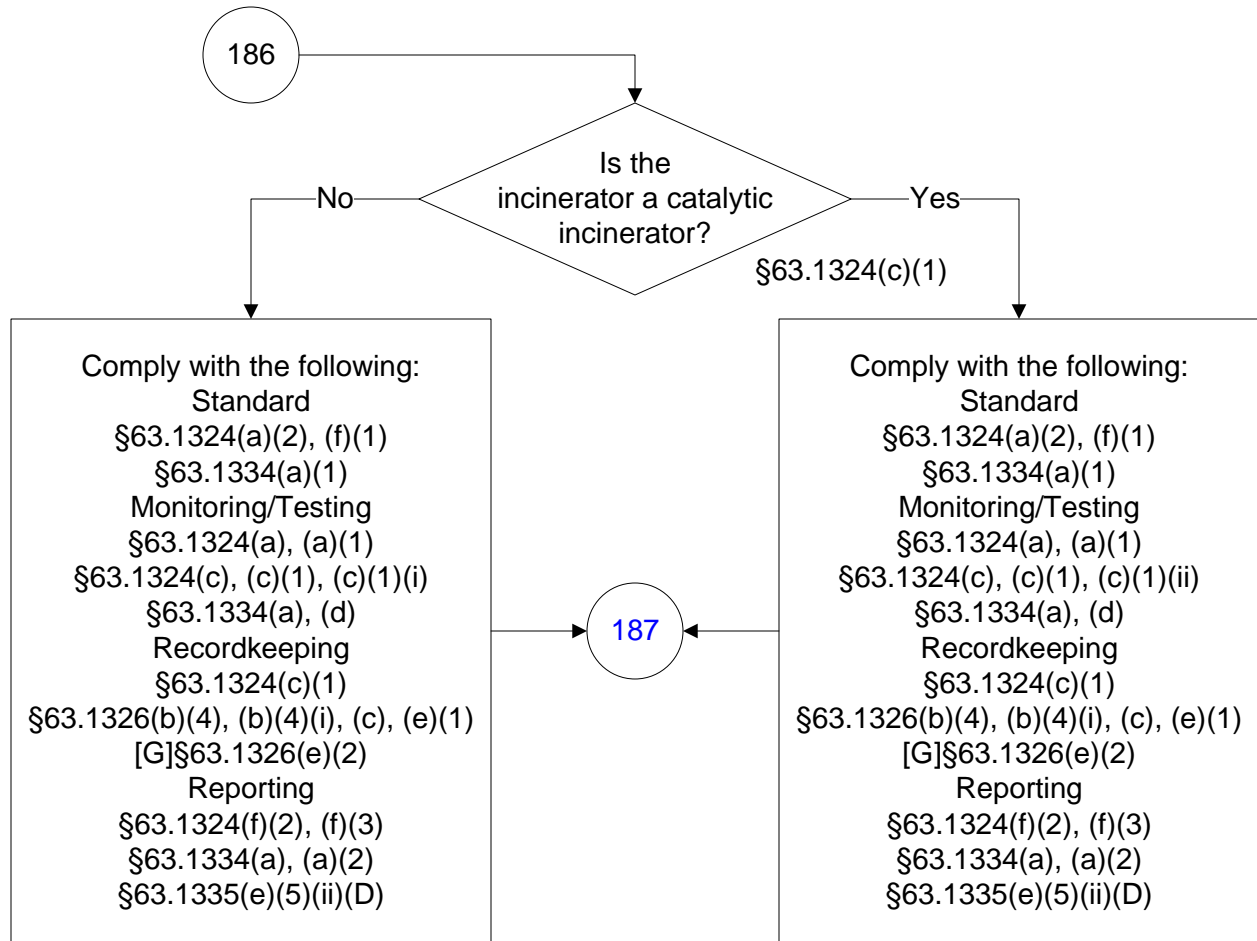 186
Is the
incinerator a catalytic
incinerator?
No
Yes
§63.1324(c)(1)
Comply with the following:
Standard
§63.1324(a)(2), (f)(1)
§63.1334(a)(1)
Monitoring/Testing
§63.1324(a), (a)(1)
§63.1324(c), (c)(1), (c)(1)(i)
§63.1334(a), (d)
Recordkeeping
§63.1324(c)(1)
§63.1326(b)(4), (b)(4)(i), (c), (e)(1)
[G]§63.1326(e)(2)
Reporting
§63.1324(f)(2), (f)(3)
§63.1334(a), (a)(2)
§63.1335(e)(5)(ii)(D)
187
Comply with the following:
Standard
§63.1324(a)(2), (f)(1)
§63.1334(a)(1)
Monitoring/Testing
§63.1324(a), (a)(1)
§63.1324(c), (c)(1), (c)(1)(ii)
§63.1334(a), (d)
Recordkeeping
§63.1324(c)(1)
§63.1326(b)(4), (b)(4)(i), (c), (e)(1)
[G]§63.1326(e)(2)
Reporting
§63.1324(f)(2), (f)(3)
§63.1334(a), (a)(2)
§63.1335(e)(5)(ii)(D)